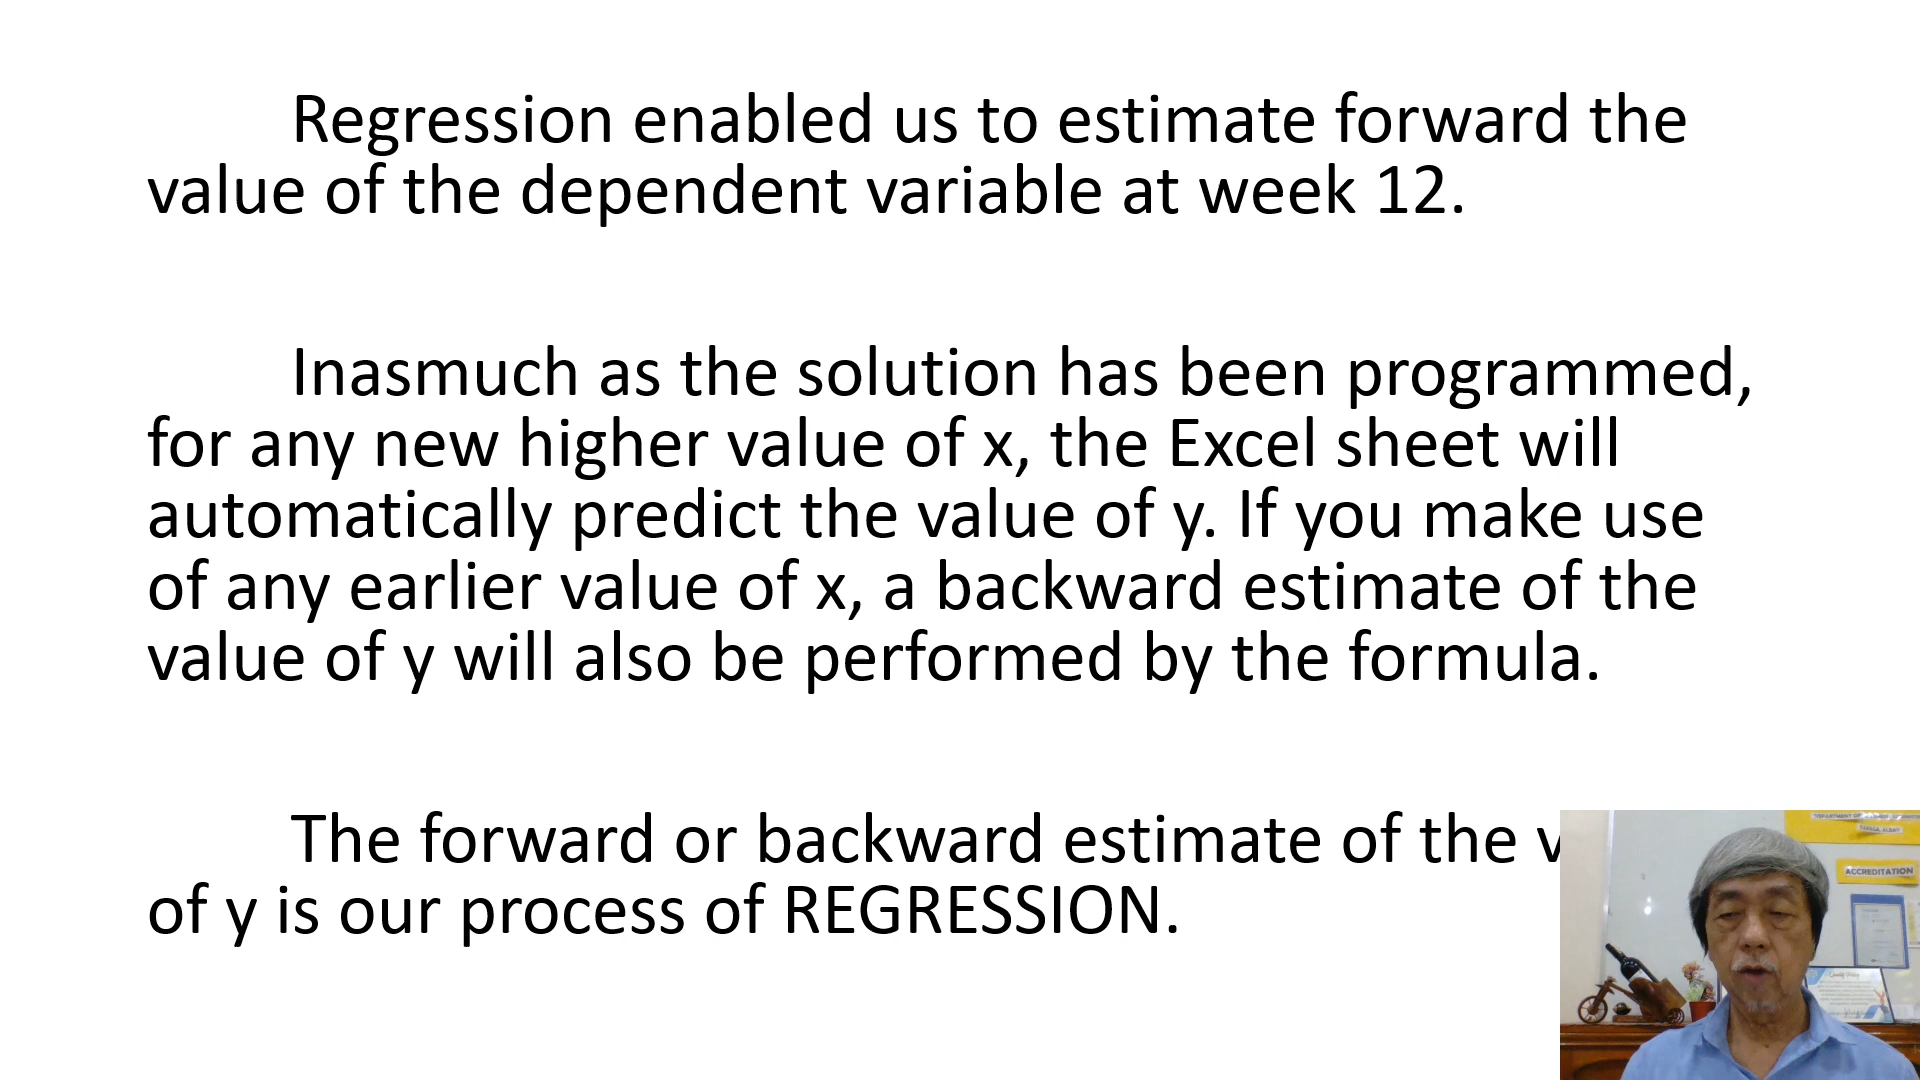 Regression enabled us to estimate forward the
value of the dependent variable at week 12.
Inasmuch as the solution has been programmed,
for any new higher value of x, the Excel sheet will
automatically predict the value of y. If you make use
of any earlier value of x, a backward estimate of the
value of y will also be performed by the formula.
The forward or backward estimate of the
of y is our process of REGRESSION.
ACCREDITATION